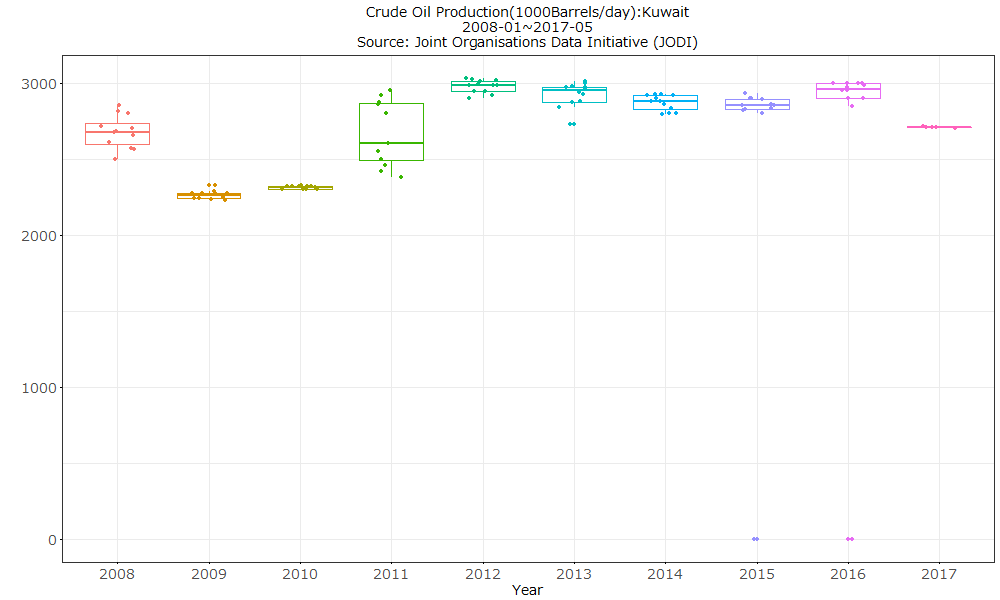 Crude Oil Production(1000Barrels/day):Kuwait
2008-01~2017-05
Source: Joint Organisations Data Initiative (JODI)
3000
2000
1000
0
2008 2009 2010 2011 2012 2013 2014 2015 2016 2017
Year